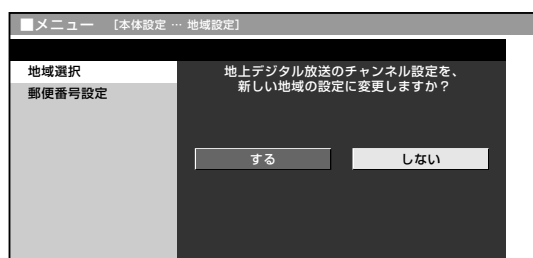 ■メニュー ［本体設定 … 地域設定］
地域選択
郵便番号設定
地上デジタル放送のチャンネル設定を、
新しい地域の設定に変更しますか？
する
しない